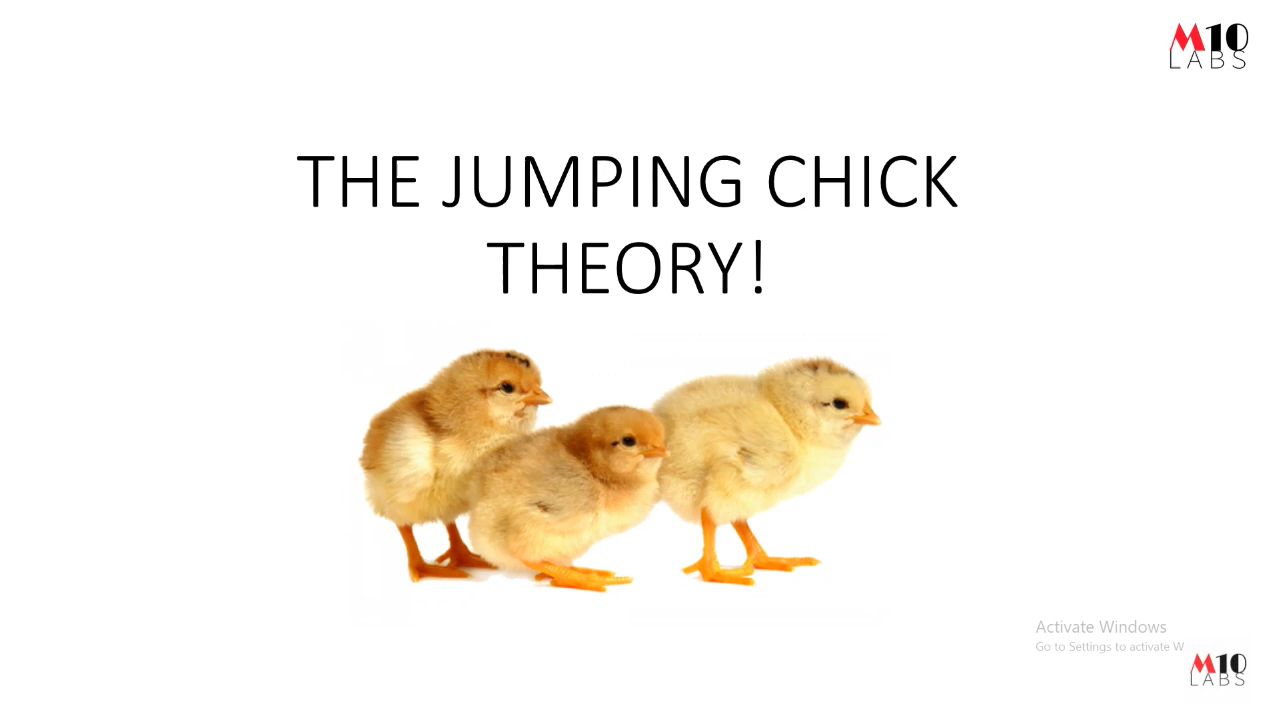 M10
LABS
THE JUMPING CHICK
THEORY!
Activate Windows
Go to Settings to activate W
M10
LABS